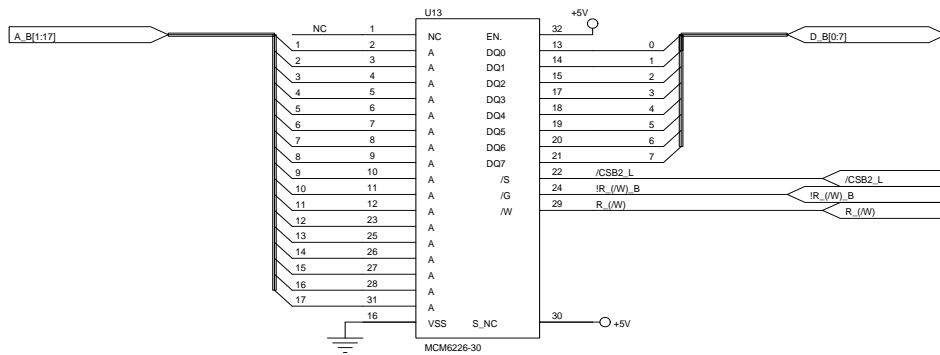 U13
+5V
NC 1 NC EN. 32
A_B[1:17] D_B[0:7]
1 2 A DQ0 13 0
2 3 A DQ1 14 1
3 4 A DQ2 15 2
4 5 A DQ3 17 3
5 6 A DQ4 18 4
6 7 A DQ5 19 5
7 8 A DQ6 20 6
8 9 A DQ7 21 7
9 10 A /S 22 /CSB2_L /CSB2_L
10 11 A /G 24 !R_(/W)_B !R_(/W)_B
11 12 A /W 29 R_(/W) R_(/W)
12 23 A
13 25 A
14 26 A
15 27 A
16 28 A
17 31 A
16 VSS S_NC 30 +5V
MCM6226-30